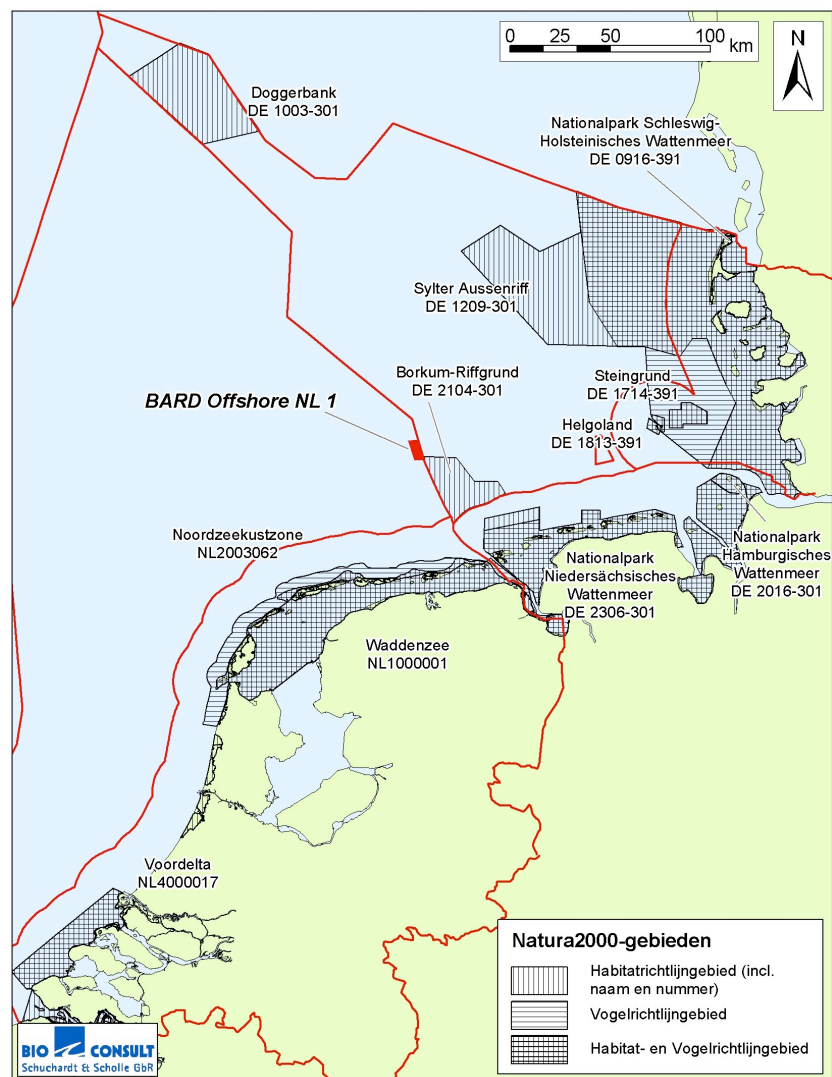 0 25 50 100
km
N
Doggerbank
DE 1003-301
Nationalpark Schleswig-
Holsteinisches Wattenmeer
DE 0916-391
Sylter Aussenriff
DE 1209-301
Borkum-Riffgrund
DE 2104-301
Steingrund
DE 1714-391
BARD Offshore NL 1
Helgoland
DE 1813-391
Noordzeekustzone
NL2003062
Nationalpark
Hamburgisches
Wattenmeer
DE 2016-301
Nationalpark
Niedersächsisches
Wattenmeer
DE 2306-301
Waddenzee
NL1000001
Voordelta
NL4000017
Natura2000-gebieden
Habitatrichtlijngebied (incl.
naam en nummer)
Vogelrichtlijngebied
Habitat- en Vogelrichtlijngebied
BIO CONSULT
Schuchardt & Scholle GbR